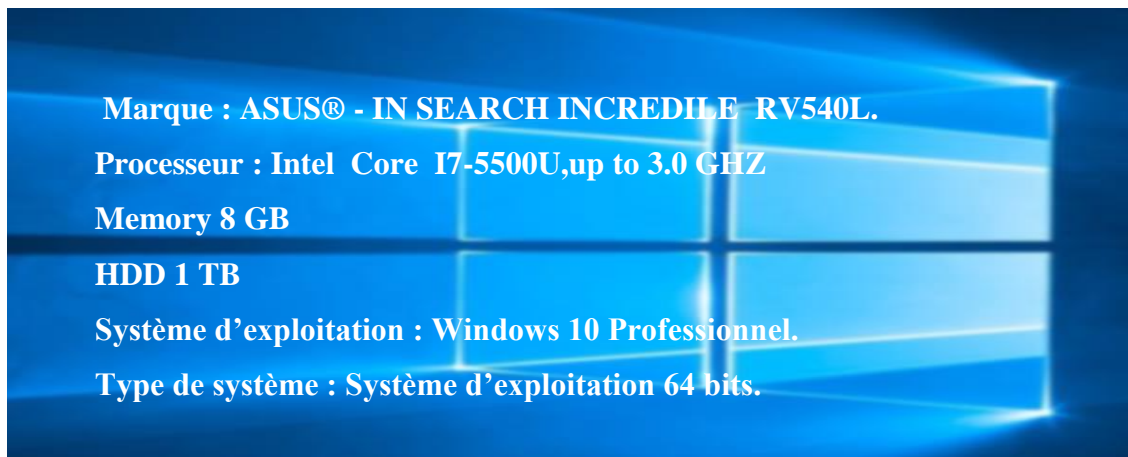 Marque : ASUS® - IN SEARCH INCREDILE RV540L.
Processeur : Intel Core I7-5500U,up to 3.0 GHZ
Memory 8 GB
HDD 1 TB
Système d’exploitation : Windows 10 Professionnel.
Type de système : Système d’exploitation 64 bits.